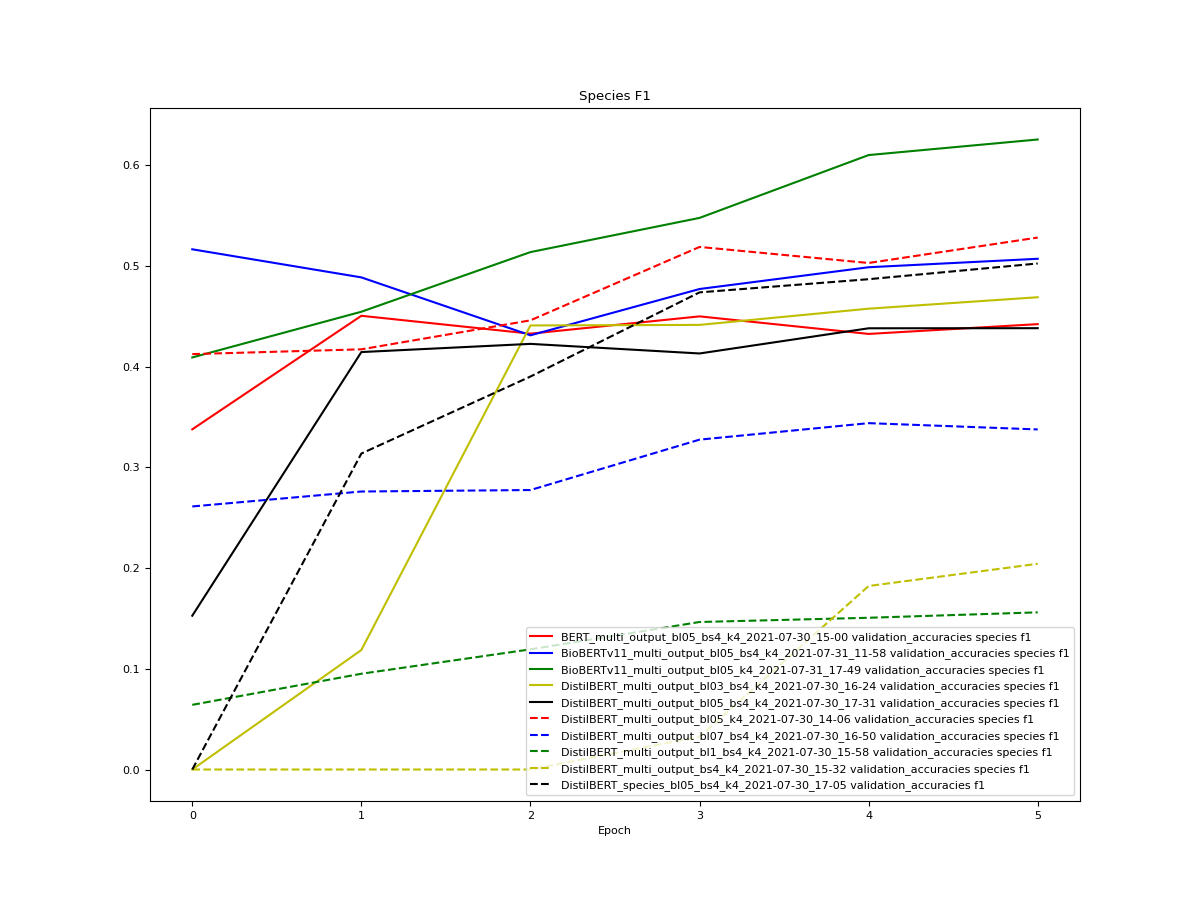 Species F1
0.6
0.5
0.4
0.3
0.2
0.1
0.0
BERT_multi_output_bl05_bs4_k4_2021-07-30_15-00 validation_accuracies species f1
BioBERTv11_multi_output_bl05_bs4_k4_2021-07-31_11-58 validation_accuracies species f1
BioBERTv11_multi_output_bl05_k4_2021-07-31_17-49 validation_accuracies species f1
DistilBERT_multi_output_bl03_bs4_k4_2021-07-30_16-24 validation_accuracies species f1
DistilBERT_multi_output_bl05_bs4_k4_2021-07-30_17-31 validation_accuracies species f1
DistilBERT_multi_output_bl05_k4_2021-07-30_14-06 validation_accuracies species f1
DistilBERT_multi_output_bl07_bs4_k4_2021-07-30_16-50 validation_accuracies species f1
DistilBERT_multi_output_bl1_bs4_k4_2021-07-30_15-58 validation_accuracies species f1
DistilBERT_multi_output_bs4_k4_2021-07-30_15-32 validation_accuracies species f1
DistilBERT_species_bl05_bs4_k4_2021-07-30_17-05 validation_accuracies f1
0 1 2 3 4 5
Epoch